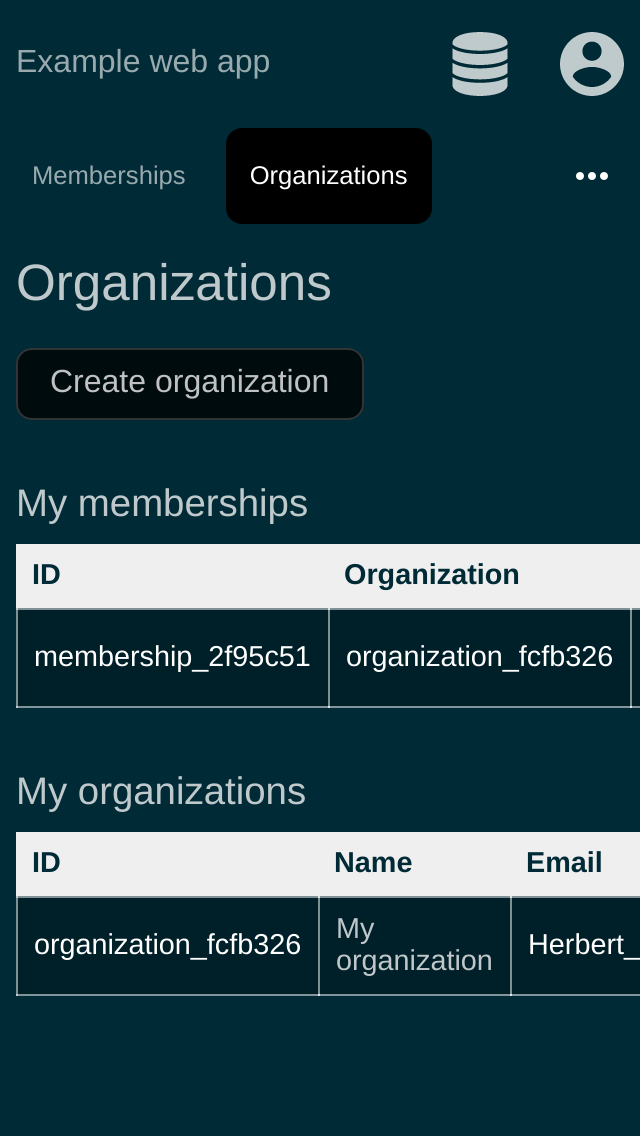 Example web app
Memberships Organizations
Organizations
Create organization
My memberships
ID Organization
membership_2f95c51 organization_fcfb326
My organizations
ID Name Email
organization_fcfb326 My organization Herbert_